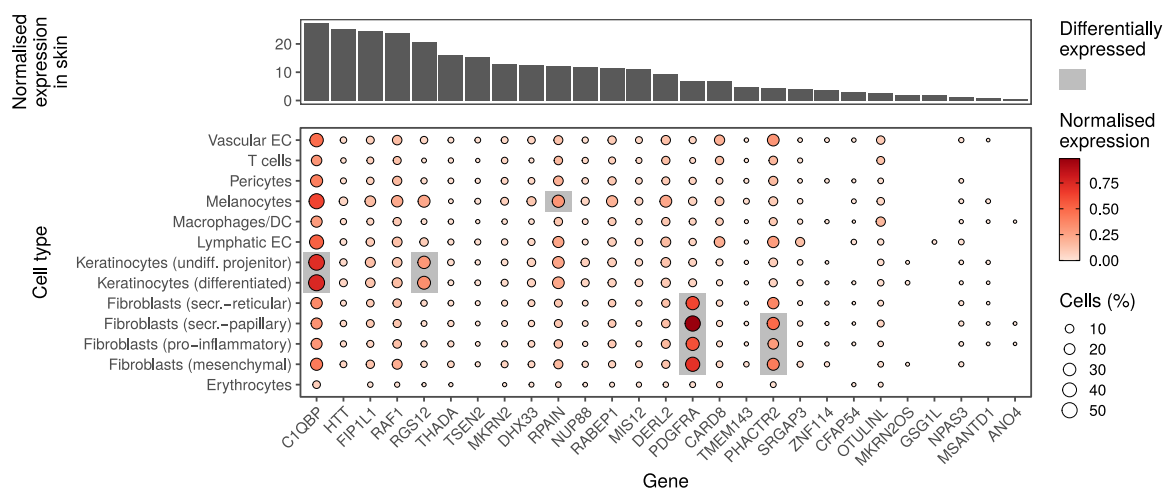 Normalised
expression
in skin
20
10
0
Differentially
expressed
Normalised
expression
0.75
0.50
0.25
0.00
Cells (%)
10
20
30
40
50
Cell type
Vascular EC
T cells
Pericytes
Melanocytes
Macrophages/DC
Lymphatic EC
Keratinocytes (undiff. projenitor)
Keratinocytes (differentiated)
Fibroblasts (secr.-reticular)
Fibroblasts (secr.-papillary)
Fibroblasts (pro-inflammatory)
Fibroblasts (mesenchymal)
Erythrocytes
C1QBP
HTT
FIP1L1
RAF1
RGS12
THADA
TSEN2
MKRN2
DHX33
RPAIN
NUP88
RABEP1
MIS12
DERL2
PDGFRA
CARD8
TMEM143
PHACTR2
SRGAP3
ZNF114
CFAP54
OTULINL
MKRN2OS
GSG1L
NPAS3
MSANTD1
ANO4
Gene